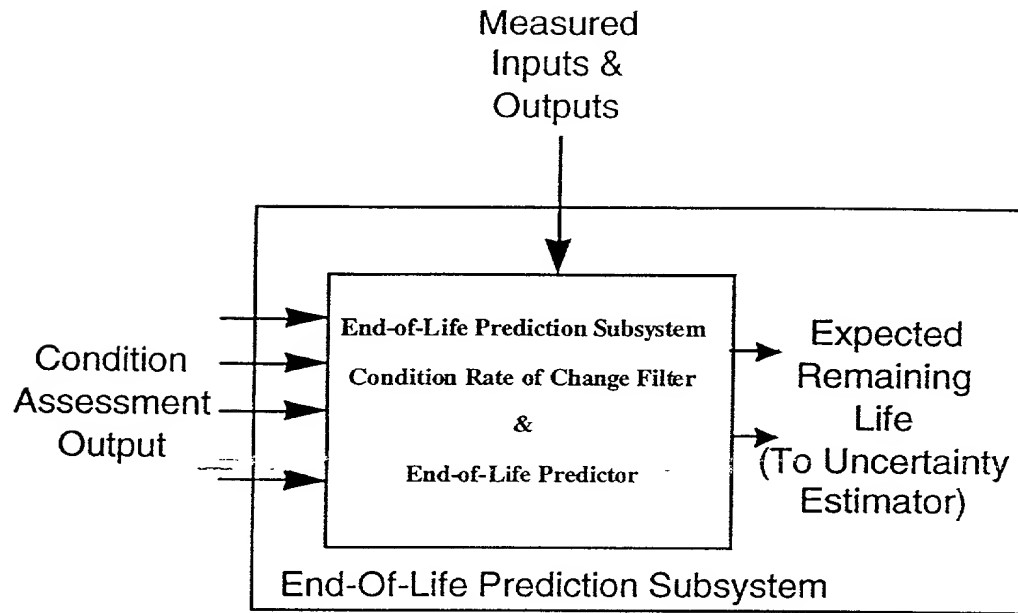 Measured
Inputs &
Outputs
End-of-Life Prediction Subsystem
Condition Rate of Change Filter
&
End-of-Life Predictor
Condition
Assessment
Output
Expected
Remaining
Life
(To Uncertainty
Estimator)
End-Of-Life Prediction Subsystem